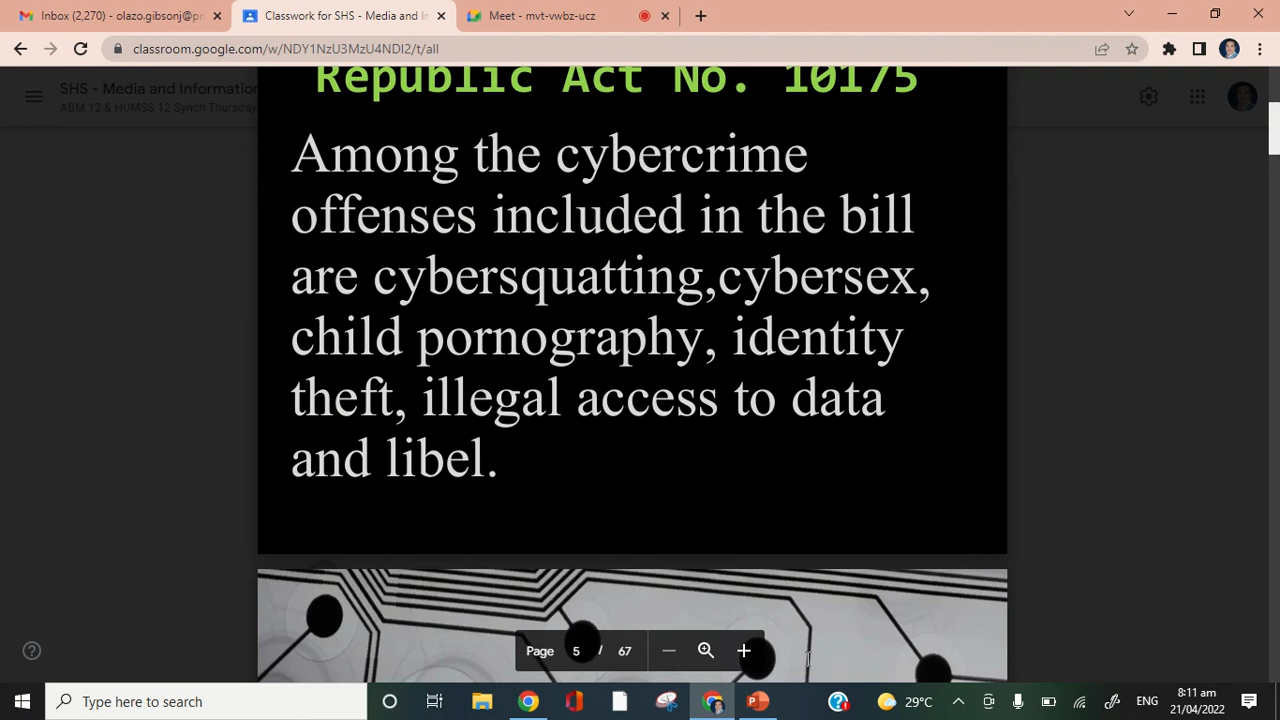 Inbox (2,270) - olazo.gibsonj@pn
Classwork for SHS - Media and In
Meet - mvt-vwbz-ucz
classroom.google.com/w/NDY1NzU3MzU4NDI2/t/all
SHS - Media and Information
ABM 12 & HUMSS 12 Synch Thursday
Republic Act No. 10175
Among the cybercrime
offenses included in the bill
are cybersquatting,cybersex,
child pornography, identity
theft, illegal access to data
and libel.
Page 5 / 67
Type here to search
29°C
ENG
8:11 am
21/04/2022